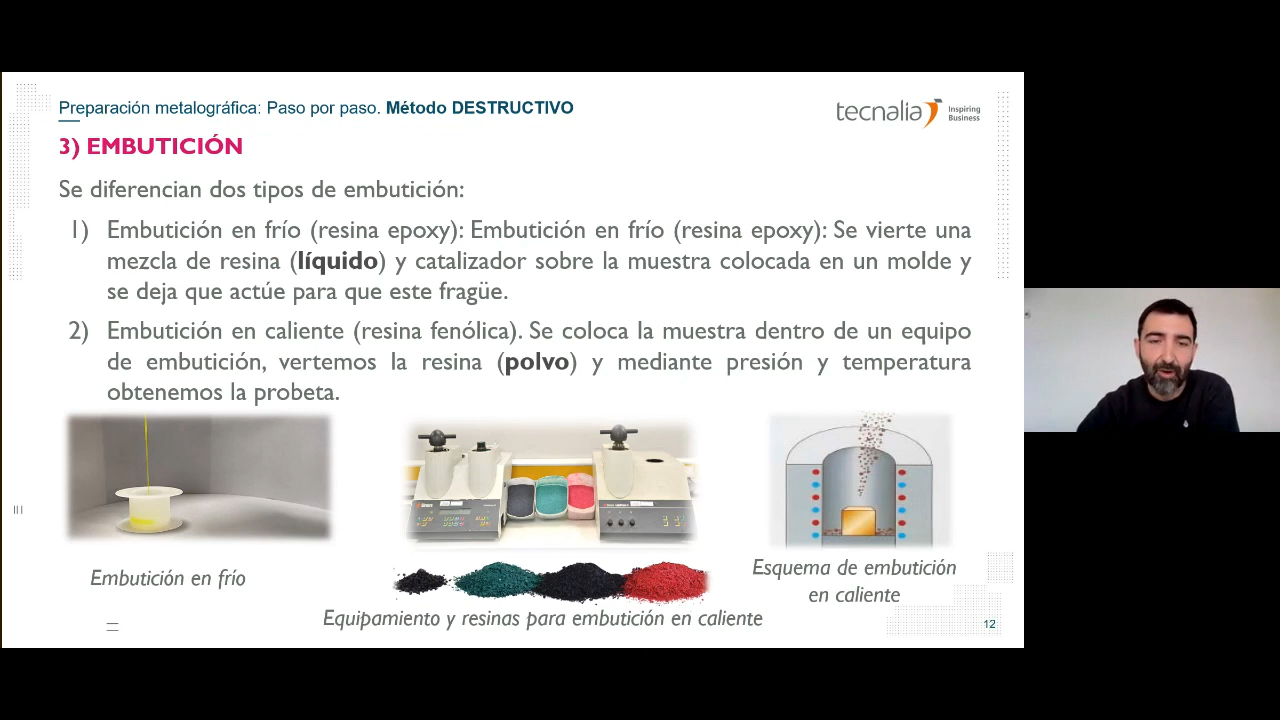 Preparación metalográfica: Paso por paso. Método DESTRUCTIVO
tecnalia Inspiring Business
3) EMBUTICIÓN
Se diferencian dos tipos de embutición:
1) Embutición en frío (resina epoxy): Embutición en frío (resina epoxy): Se vierte una
mezcla de resina (líquido) y catalizador sobre la muestra colocada en un molde y
se deja que actúe para que este fragüe.
2) Embutición en caliente (resina fenólica). Se coloca la muestra dentro de un equipo
de embutición, vertemos la resina (polvo) y mediante presión y temperatura
obtenemos la probeta.
Embutición en frío
Equipamiento y resinas para embutición en caliente
Esquema de embutición
en caliente
12